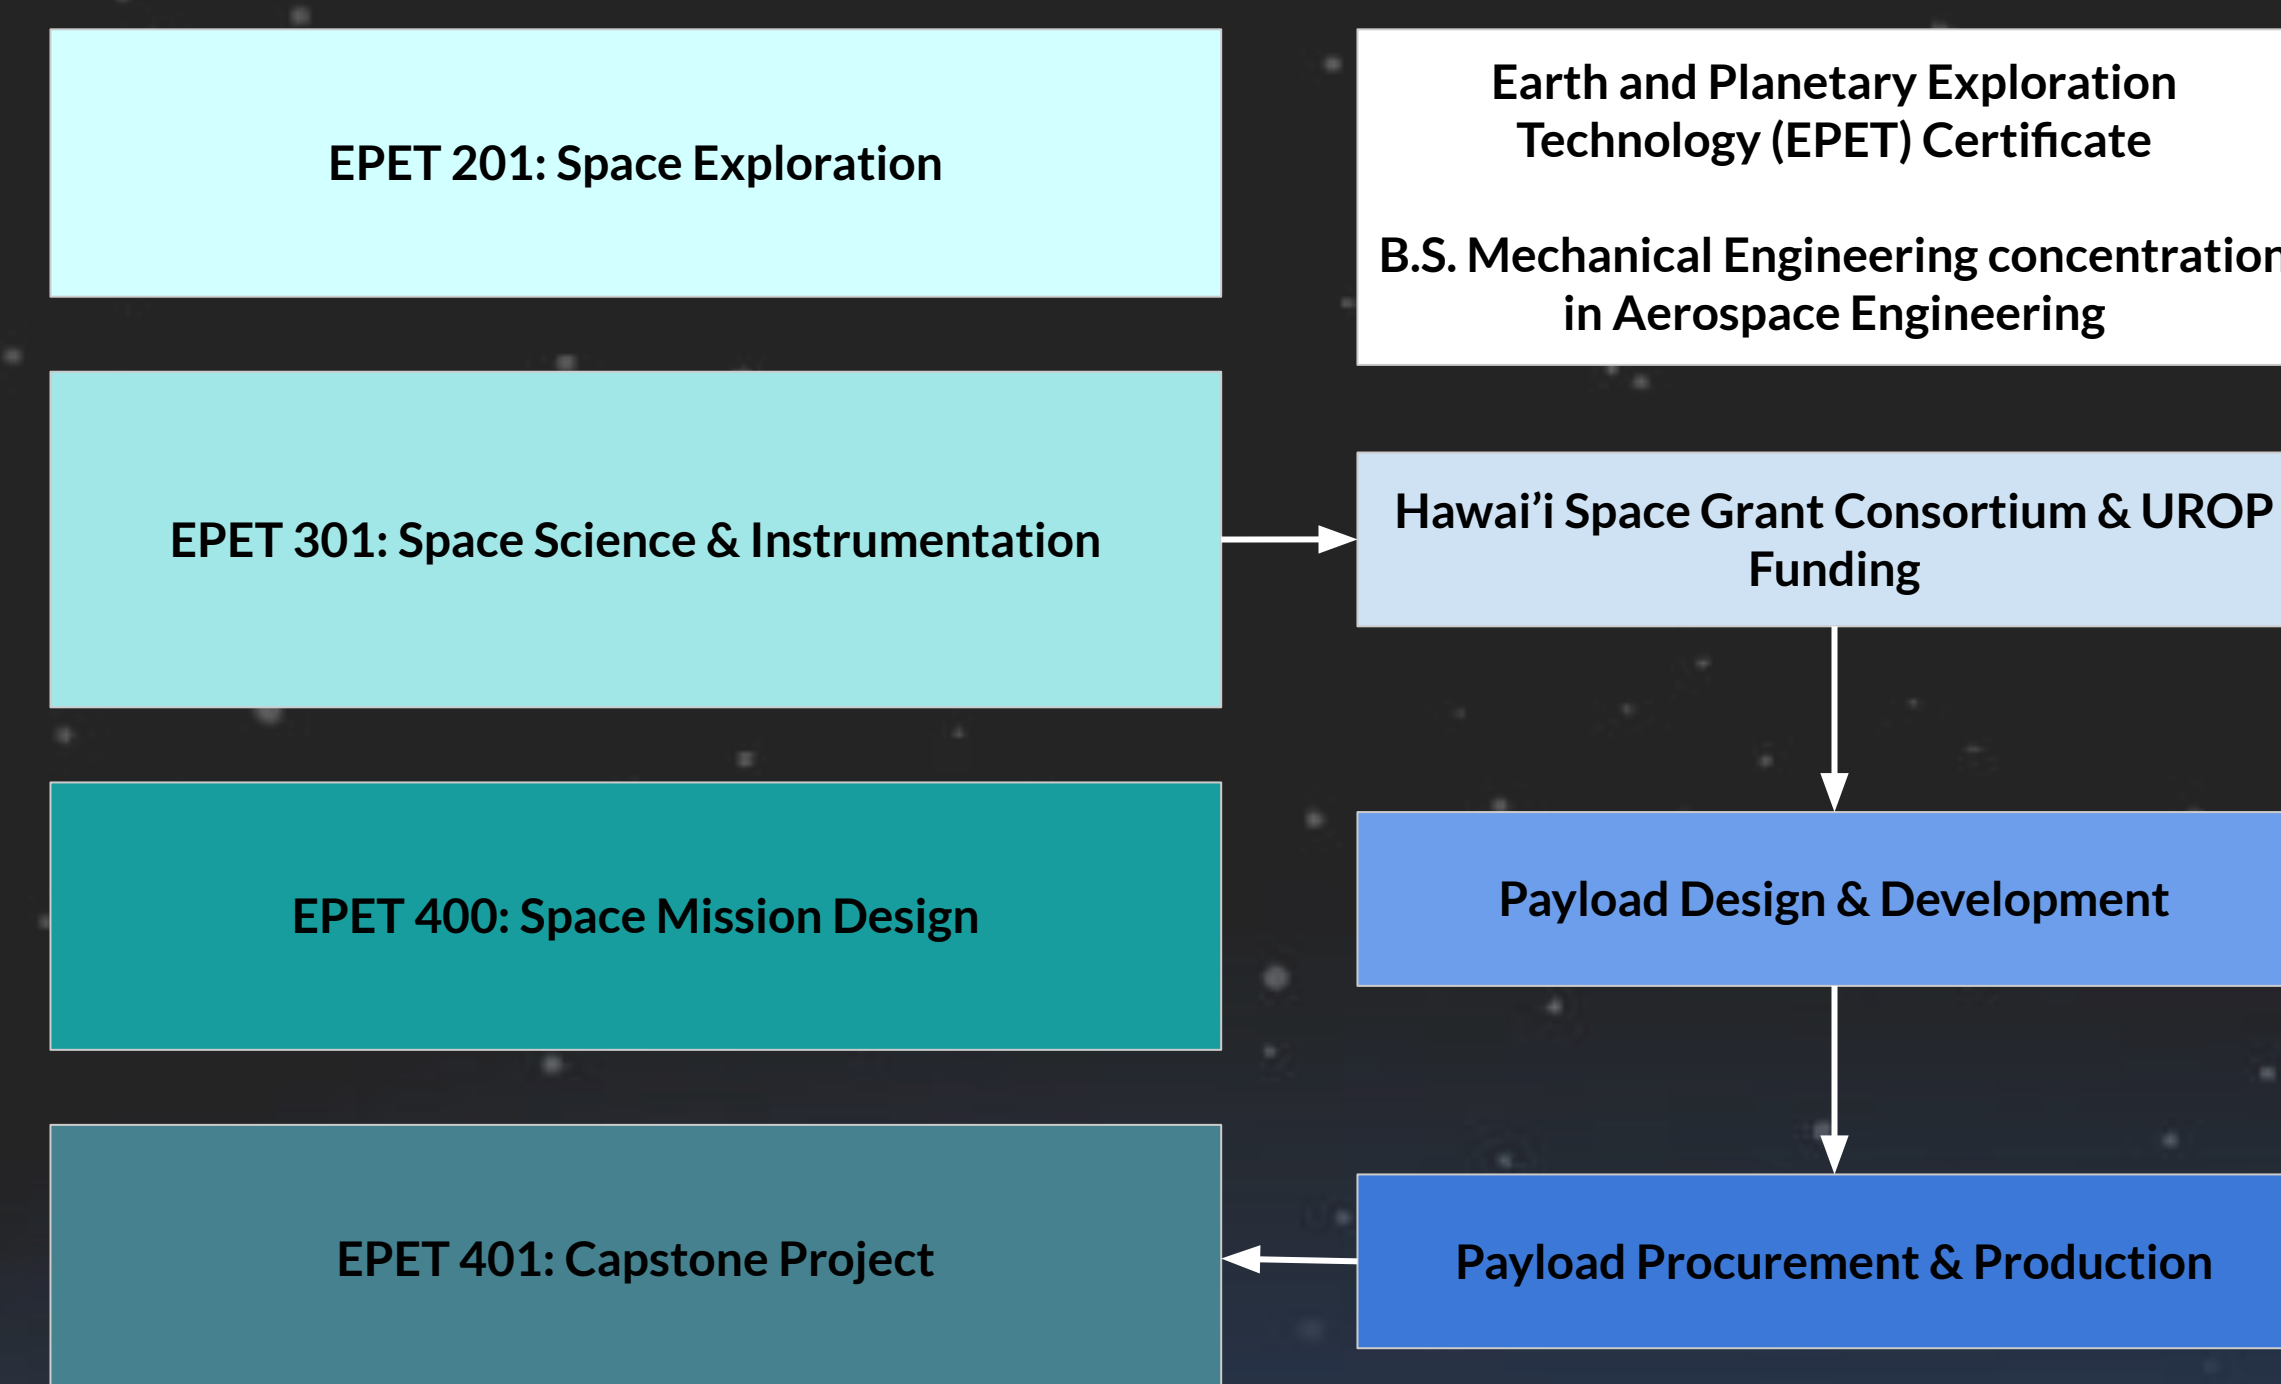 EPET 201: Space Exploration
Earth and Planetary Exploration
Technology (EPET) Certificate
B.S. Mechanical Engineering concentration
in Aerospace Engineering
EPET 301: Space Science & Instrumentation
Hawai’i Space Grant Consortium & UROP
Funding
EPET 400: Space Mission Design
Payload Design & Development
EPET 401: Capstone Project
Payload Procurement & Production